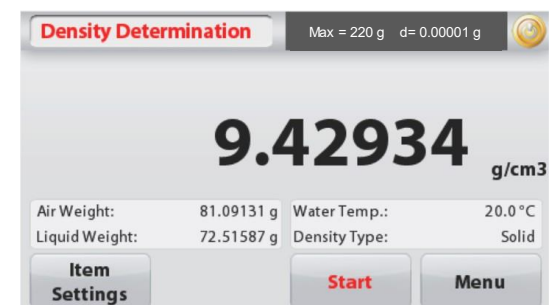 Density Determination
Max = 220 g d= 0.00001 g
9.42934 g/cm3
Air Weight: 81.09131 g Water Temp.: 20.0 °C
Liquid Weight: 72.51587 g Density Type: Solid
Item
Settings
Start
Menu